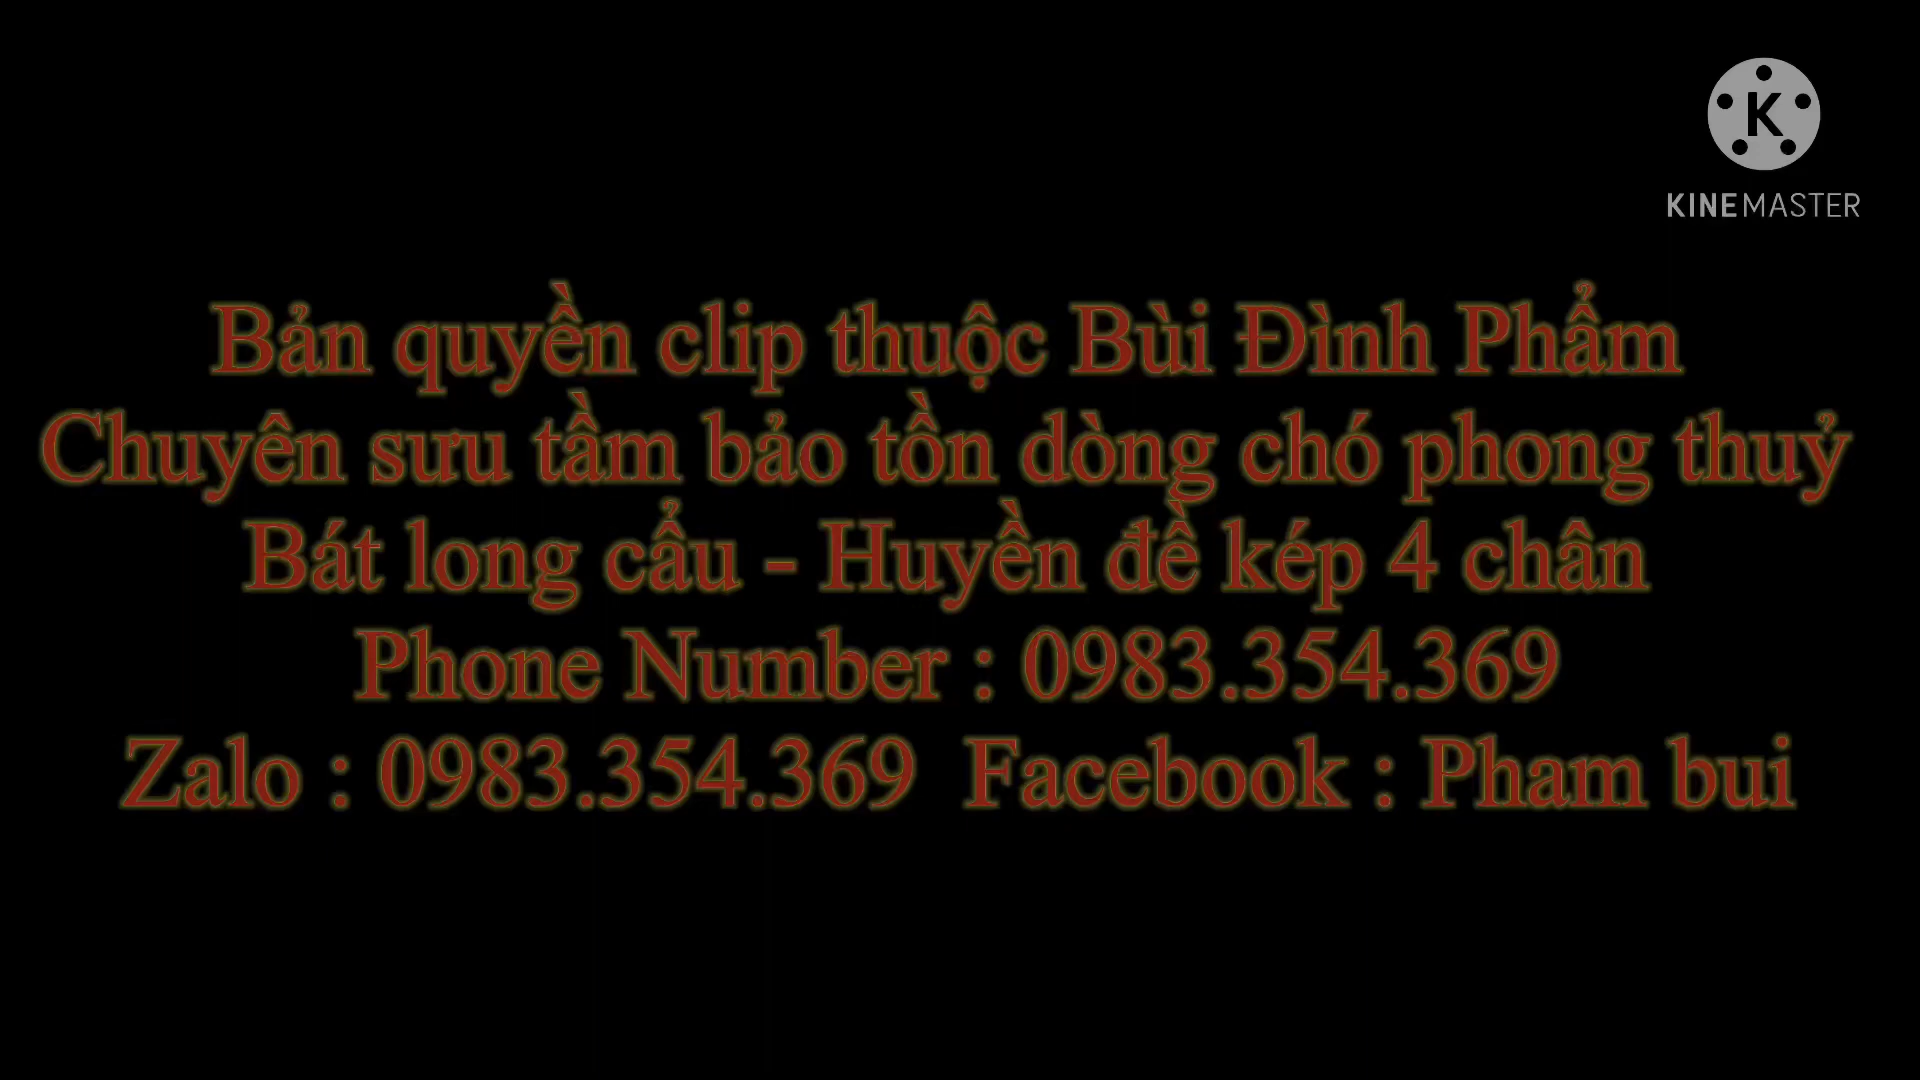 K
KINEMASTER
Bản quyền clip thuộc Bùi Đình Phẩm
Chuyên sưu tầm bảo tồn dòng chó phong thuỷ
Bát long cẩu - Huyền đề kép 4 chân
Phone Number : 0983.354.369
Zalo : 0983.354.369 Facebook : Pham bui